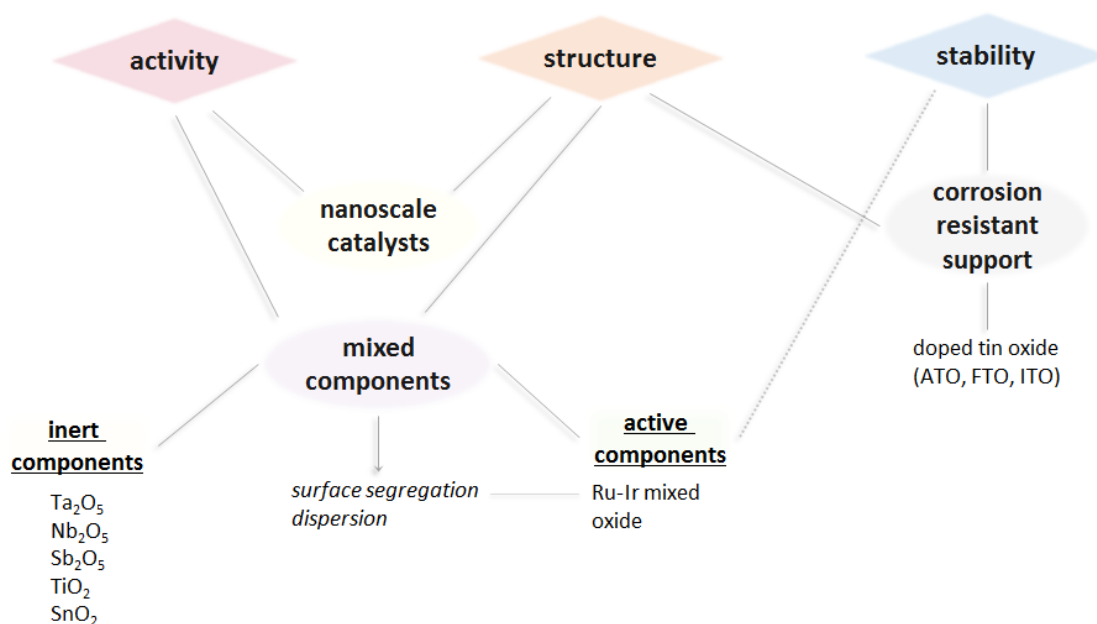 activity
structure
stability
nanoscale
catalysts
corrosion
resistant
support
mixed
components
doped tin oxide
(ATO, FTO, ITO)
inert
components
active
components
surface segregation
dispersion
Ru-Ir mixed
oxide
Ta₂O₅
Nb₂O₅
Sb₂O₅
TiO₂
SnO₂